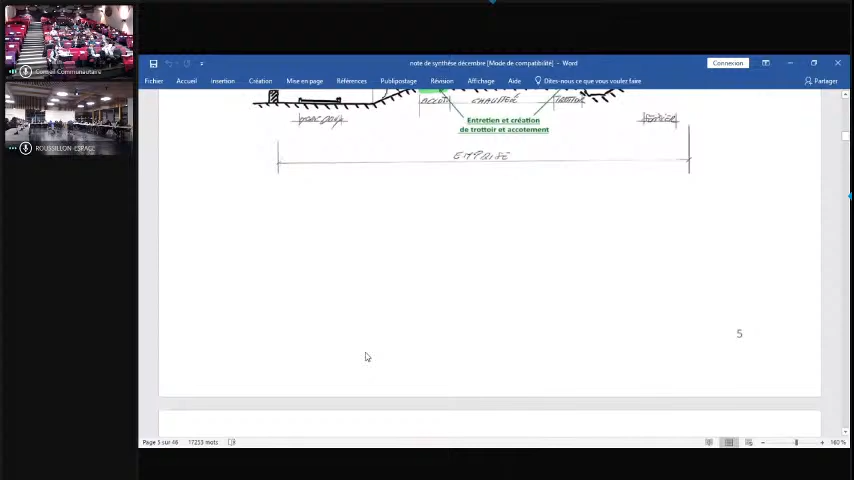 Conseil Communautaire
ROUSSILLON-ESPACE
note de synthèse décembre [Mode de compatibilité] - Word
Connexion
Fichier Accueil Insertion Création Mise en page Références Publipostage Révision Affichage Aide Dites-nous ce que vous voulez faire Partager
ACCOT CHAUSSÉE TROTTOIR
Entretien et création
de trottoir et accotement
EMPRISE
5
Page 5 sur 46 17253 mots 160 %